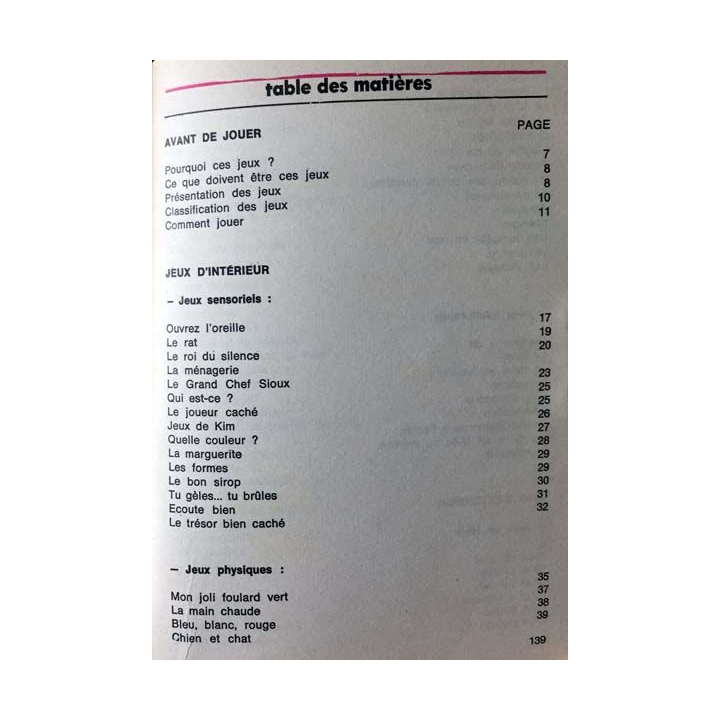 table des matières
PAGE
AVANT DE JOUER
Pourquoi ces jeux ? 7
Ce que doivent être ces jeux 8
Présentation des jeux 8
Classification des jeux 10
Comment jouer 11
JEUX D'INTÉRIEUR
– Jeux sensoriels :
Ouvrez l'oreille 17
Le rat 19
Le roi du silence 20
La ménagerie
Le Grand Chef Sioux 23
Qui est-ce ? 25
Le joueur caché 25
Jeux de Kim 26
Quelle couleur ? 27
La marguerite 28
Les formes 29
Le bon sirop 29
Tu gèles... tu brûles 30
Ecoute bien 31
Le trésor bien caché 32
– Jeux physiques :
Mon joli foulard vert 35
La main chaude 37
Bleu, blanc, rouge 38
Chien et chat 39
139